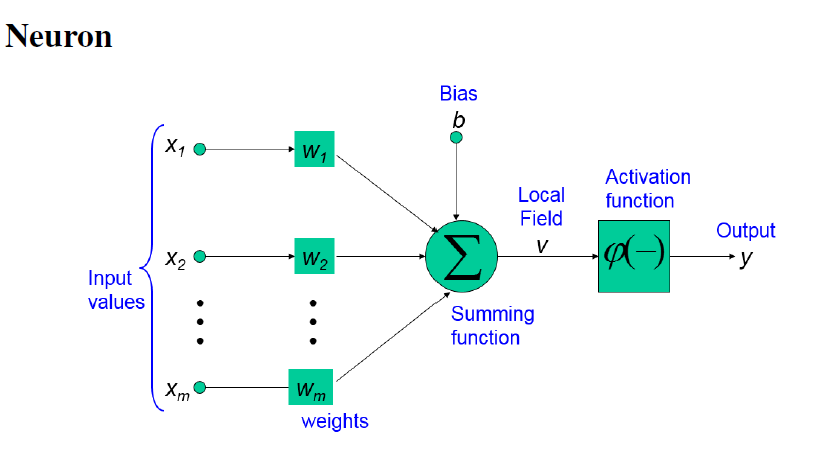 Neuron
Bias
b
x₁
w₁
Activation
function
Local
Field
v
φ(−)
Output
y
x₂
w₂
∑
Input
values
Summing
function
xₘ
wₘ
weights